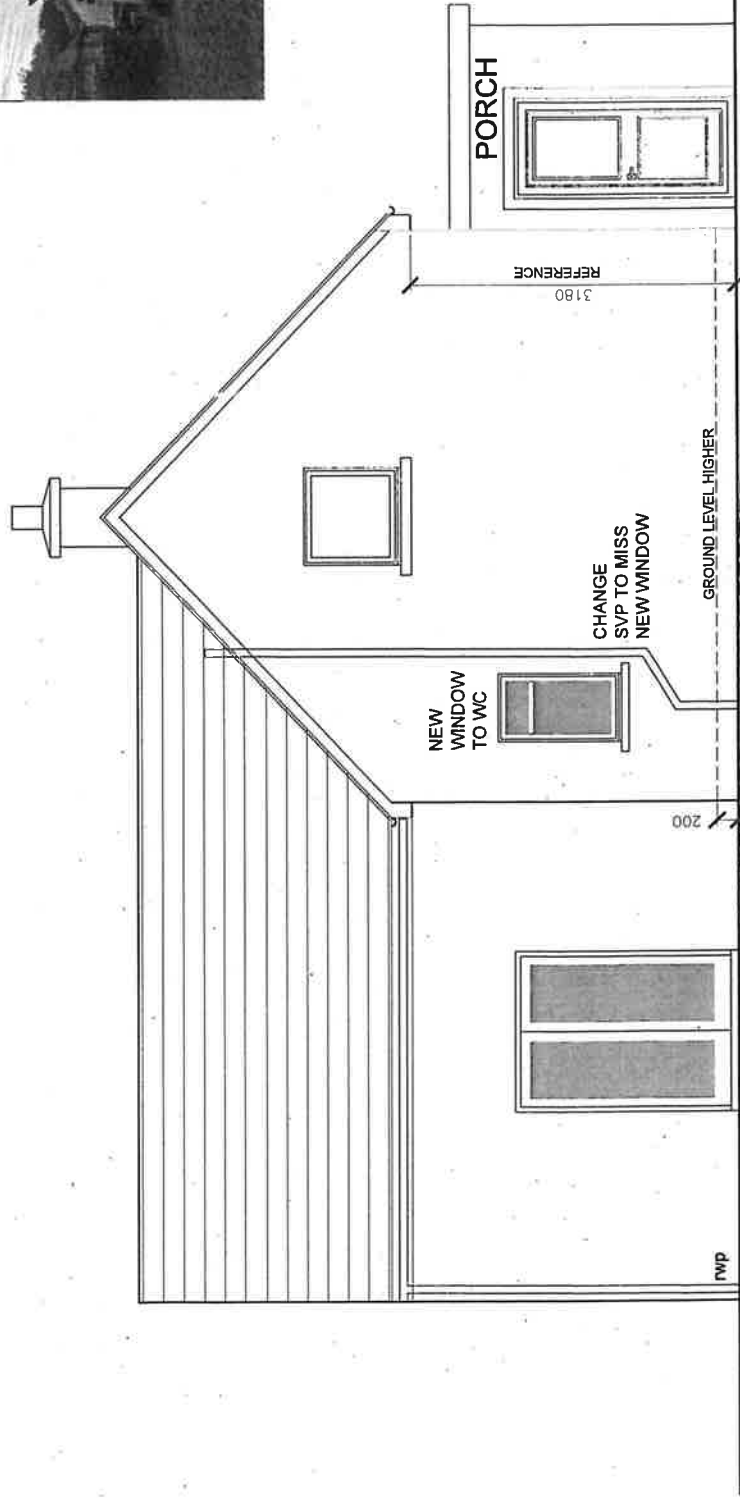 PORCH
REFERENCE
3180
NEW
WINDOW
TO WC
CHANGE
SVP TO MISS
NEW WINDOW
GROUND LEVEL HIGHER
200
rwp